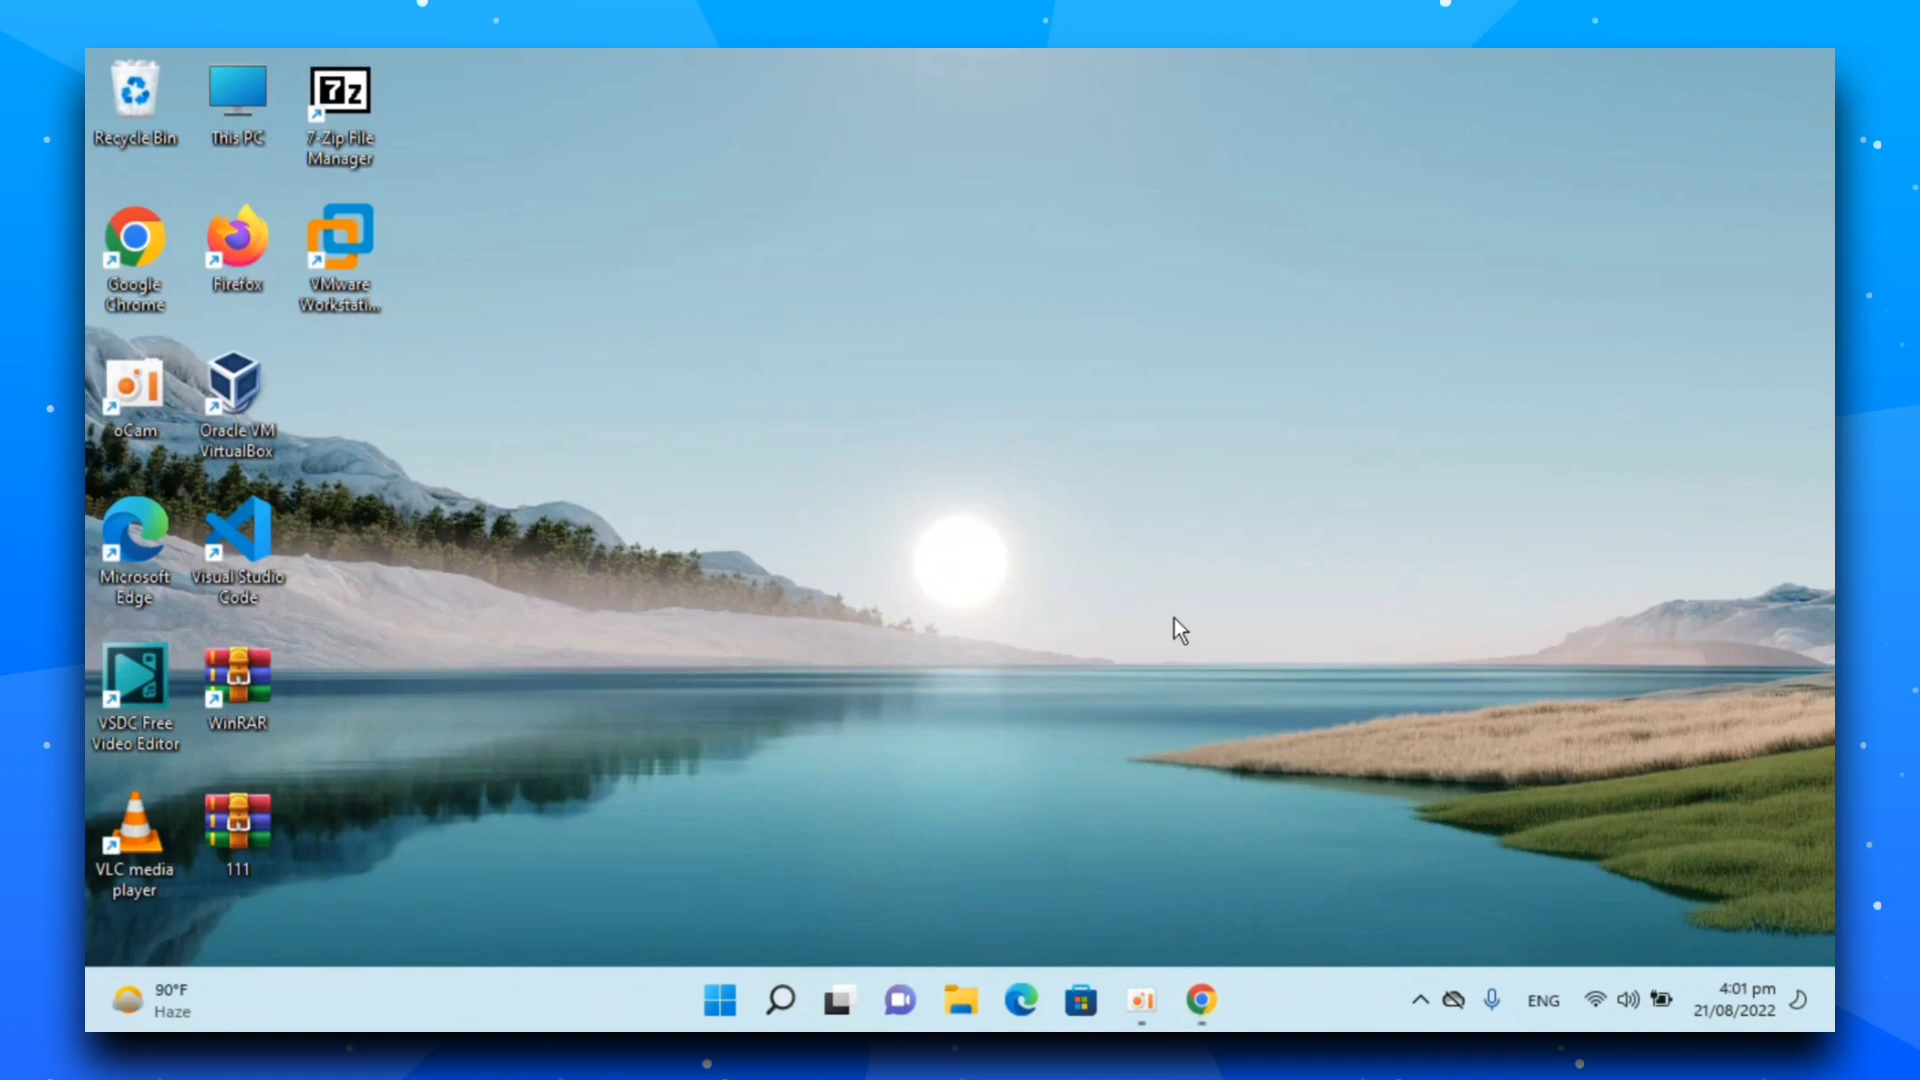 Recycle Bin
This PC
7-Zip File
Manager
Google
Chrome
Firefox
VMware
Workstati...
oCam
Oracle VM
VirtualBox
Microsoft
Edge
Visual Studio
Code
VSDC Free
Video Editor
WinRAR
VLC media
player
111
90°F
Haze
ENG
4:01 pm
21/08/2022